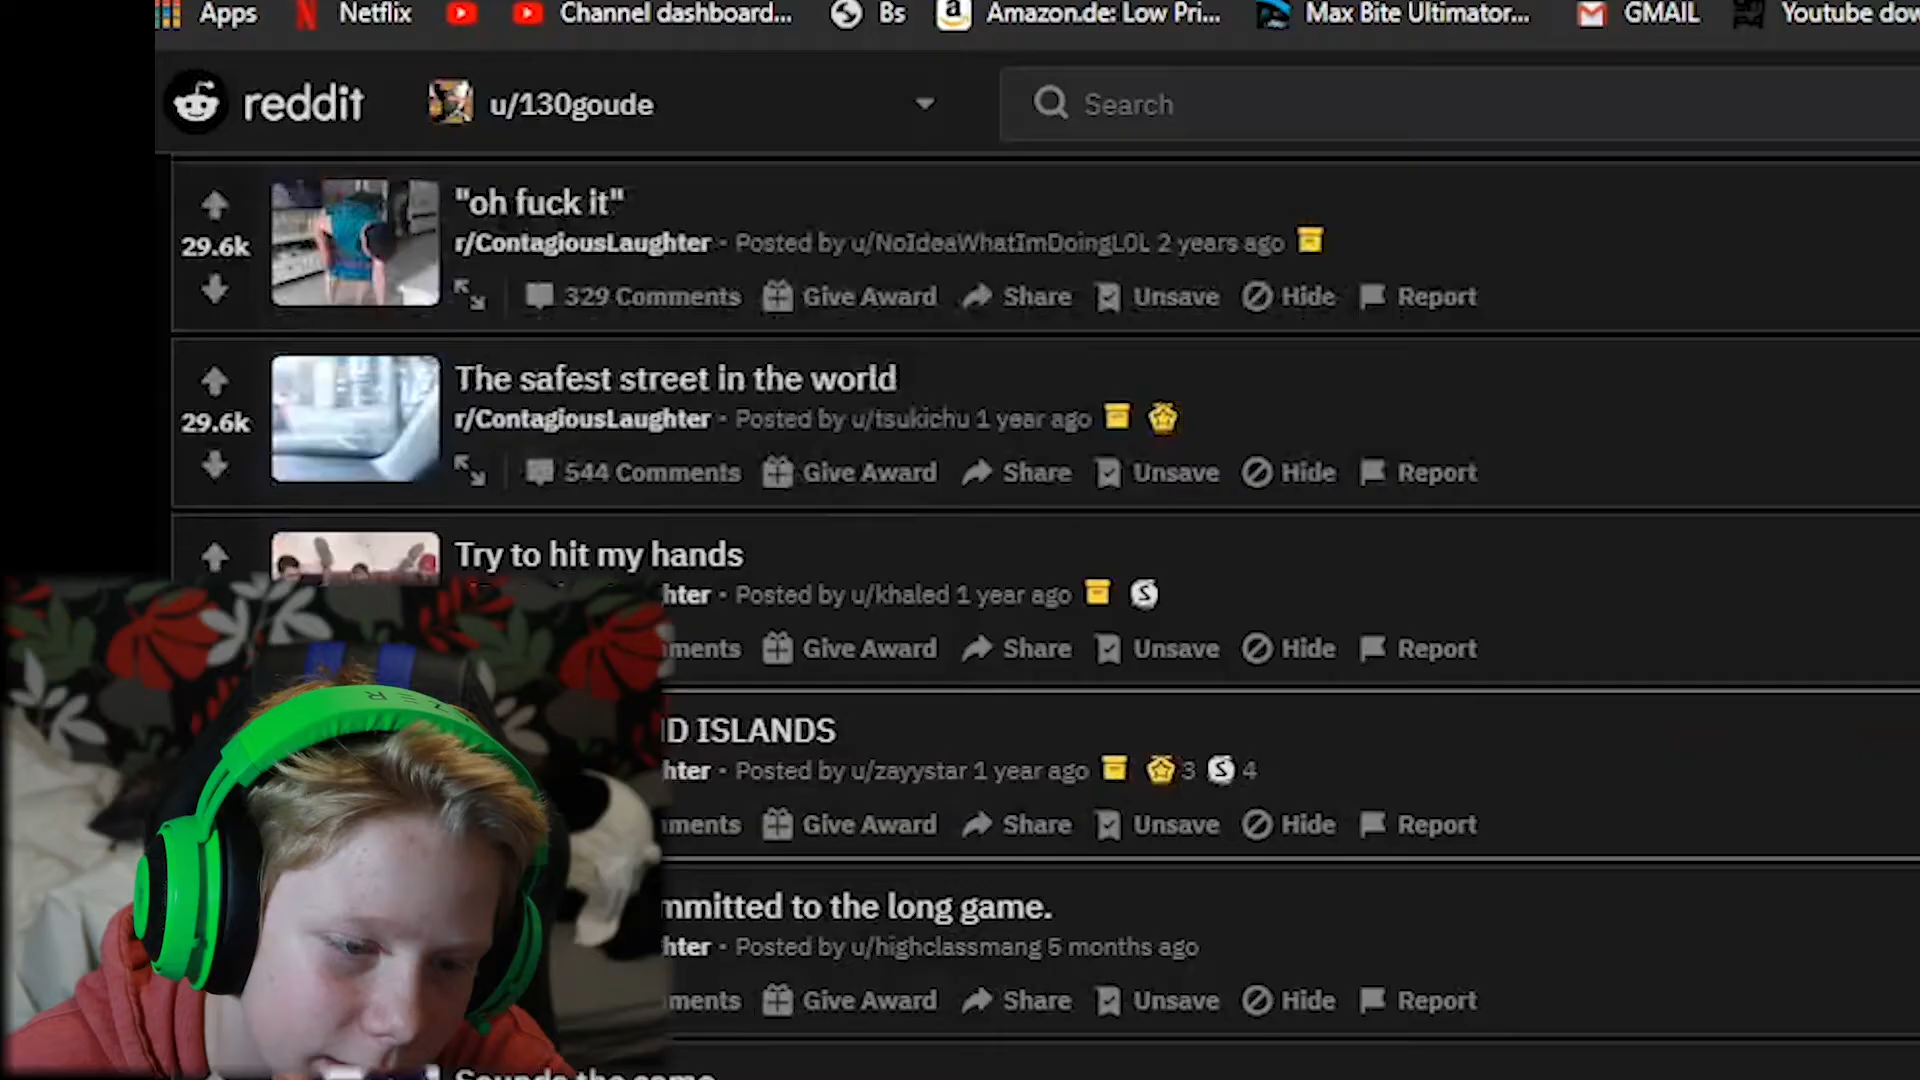 Apps Netflix Channel dashboard... Bs Amazon.de: Low Pri... Max Bite Ultimator... GMAIL Youtube dow
reddit u/130goude Search
"oh fuck it"
29.6k r/ContagiousLaughter · Posted by u/NoIdeaWhatImDoingL0L 2 years ago
329 Comments Give Award Share Unsave Hide Report
The safest street in the world
29.6k r/ContagiousLaughter · Posted by u/tsukichu 1 year ago
544 Comments Give Award Share Unsave Hide Report
Try to hit my hands
hter · Posted by u/khaled 1 year ago
ments Give Award Share Unsave Hide Report
ID ISLANDS
hter · Posted by u/zayystar 1 year ago 3 4
ments Give Award Share Unsave Hide Report
mmitted to the long game.
hter · Posted by u/highclassmang 5 months ago
ments Give Award Share Unsave Hide Report
Sounds the same